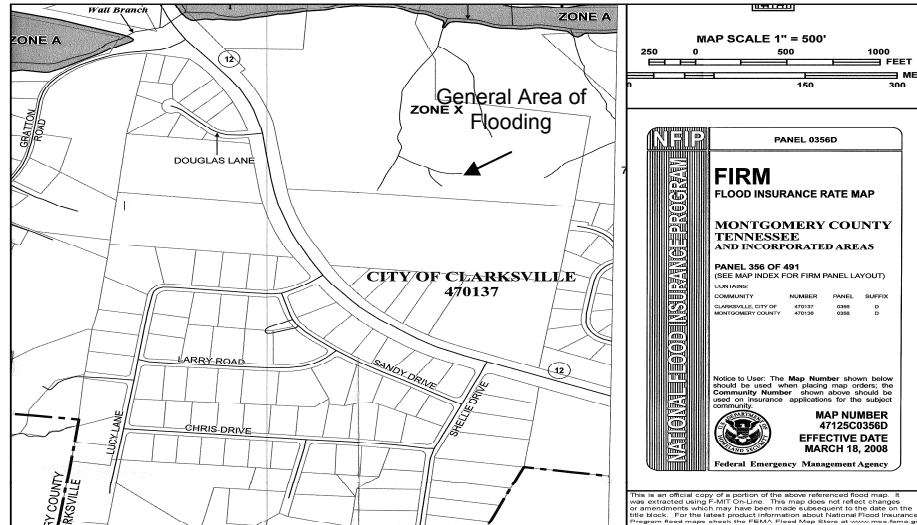 Wall Branch
ZONE A
ZONE A
12
General Area of
Flooding
ZONE X
GRATTON
ROAD
DOUGLAS LANE
CITY OF CLARKSVILLE
470137
LARRY ROAD
SANDY DRIVE
12
SHELLIE DRIVE
CHRIS DRIVE
LUCY LANE
RY COUNTY
RKSVILLE
MAP SCALE 1" = 500'
250 0 500 1000
FEET
ME
0 150 300
7
NFIP
PANEL 0356D
NATIONAL FLOOD INSURANCE PROGRAM
FIRM
FLOOD INSURANCE RATE MAP
MONTGOMERY COUNTY
TENNESSEE
AND INCORPORATED AREAS
PANEL 356 OF 491
(SEE MAP INDEX FOR FIRM PANEL LAYOUT)
CONTAINS:
COMMUNITY NUMBER PANEL SUFFIX
CLARKSVILLE, CITY OF 470137 0356 D
MONTGOMERY COUNTY 470136 0356 D
Notice to User: The Map Number shown below
should be used when placing map orders; the
Community Number shown above should be
used on insurance applications for the subject
community.
MAP NUMBER
47125C0356D
EFFECTIVE DATE
MARCH 18, 2008
Federal Emergency Management Agency
This is an official copy of a portion of the above referenced flood map. It
was extracted using F-MIT On-Line. This map does not reflect changes
or amendments which may have been made subsequent to the date on the
title block. For the latest product information about National Flood Insurance
Program flood maps check the FEMA Flood Map Store at www.msc.fema.g